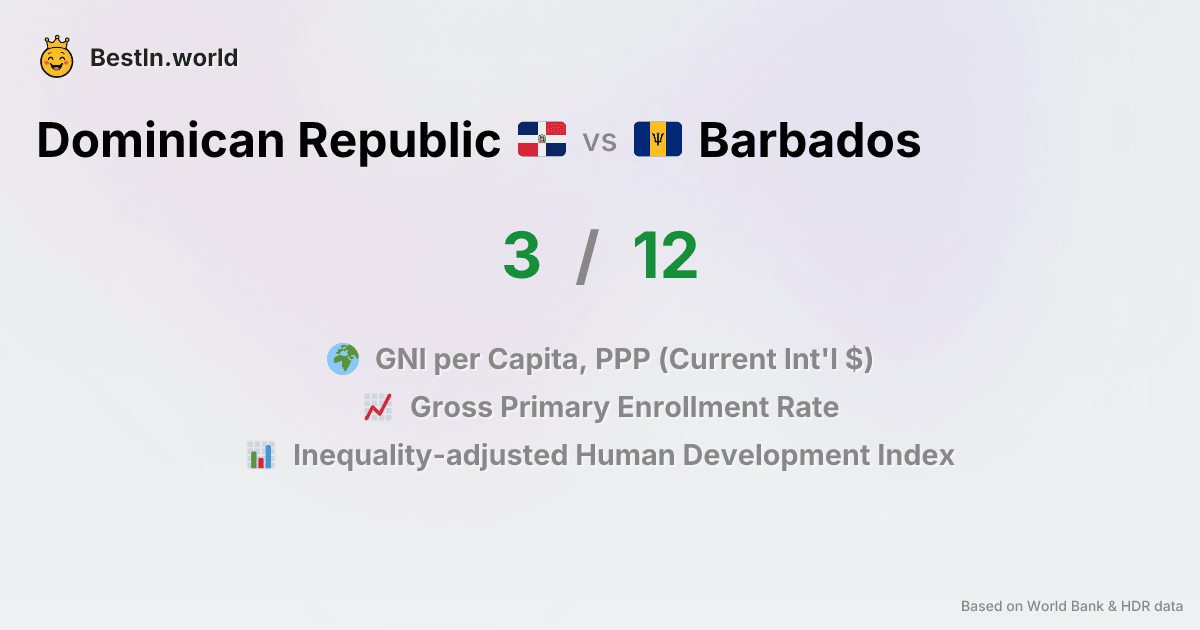 BestIn.world
Dominican Republic vs Barbados
3 / 12
GNI per Capita, PPP (Current Int'l $)
Gross Primary Enrollment Rate
Inequality-adjusted Human Development Index
Based on World Bank & HDR data